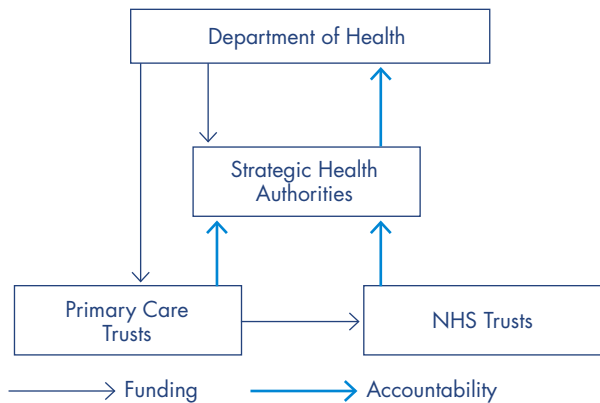 Department of Health
Strategic Health
Authorities
Primary Care
Trusts
NHS Trusts
Funding
Accountability